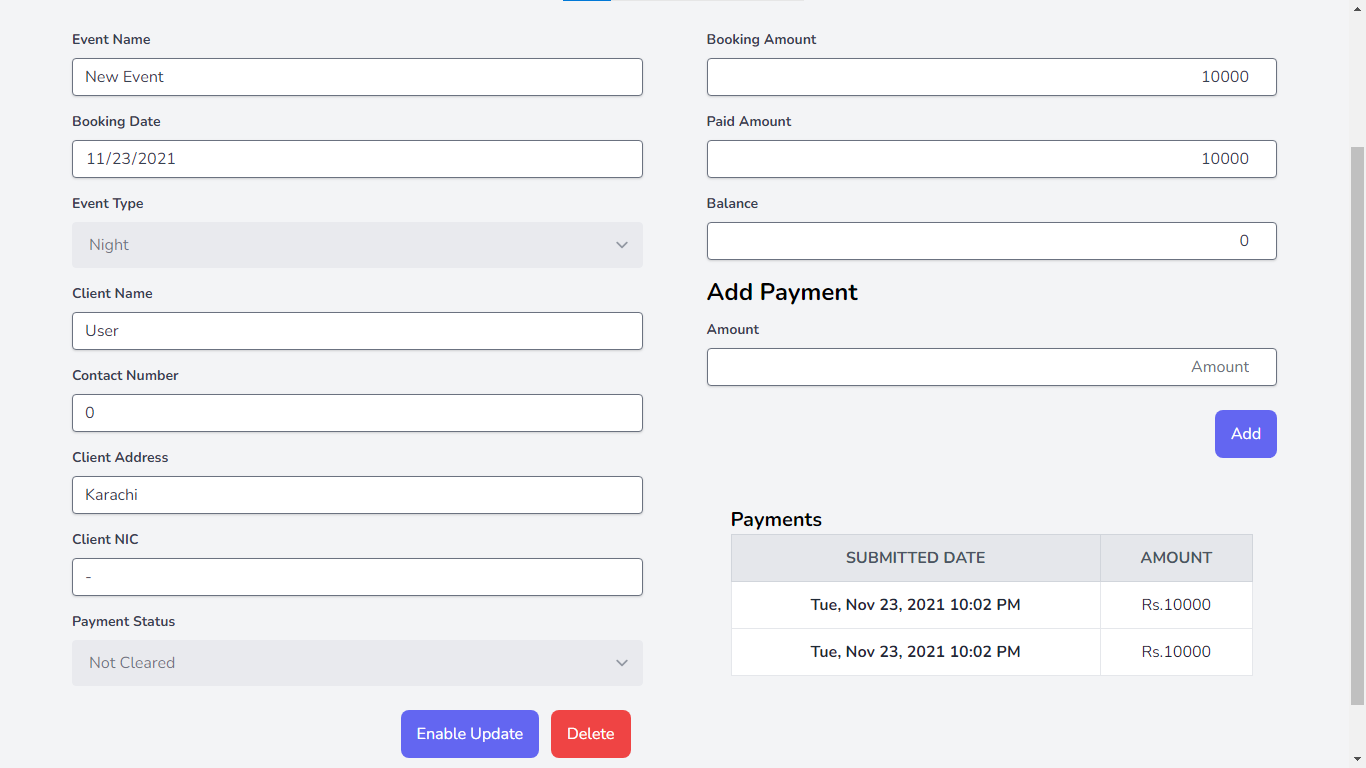 Event Name
New Event
Booking Date
11/23/2021
Event Type
Night
Client Name
User
Contact Number
0
Client Address
Karachi
Client NIC
-
Payment Status
Not Cleared
Enable Update Delete
Booking Amount
10000
Paid Amount
10000
Balance
0
Add Payment
Amount
Amount
Add
Payments
SUBMITTED DATE AMOUNT
Tue, Nov 23, 2021 10:02 PM Rs.10000
Tue, Nov 23, 2021 10:02 PM Rs.10000